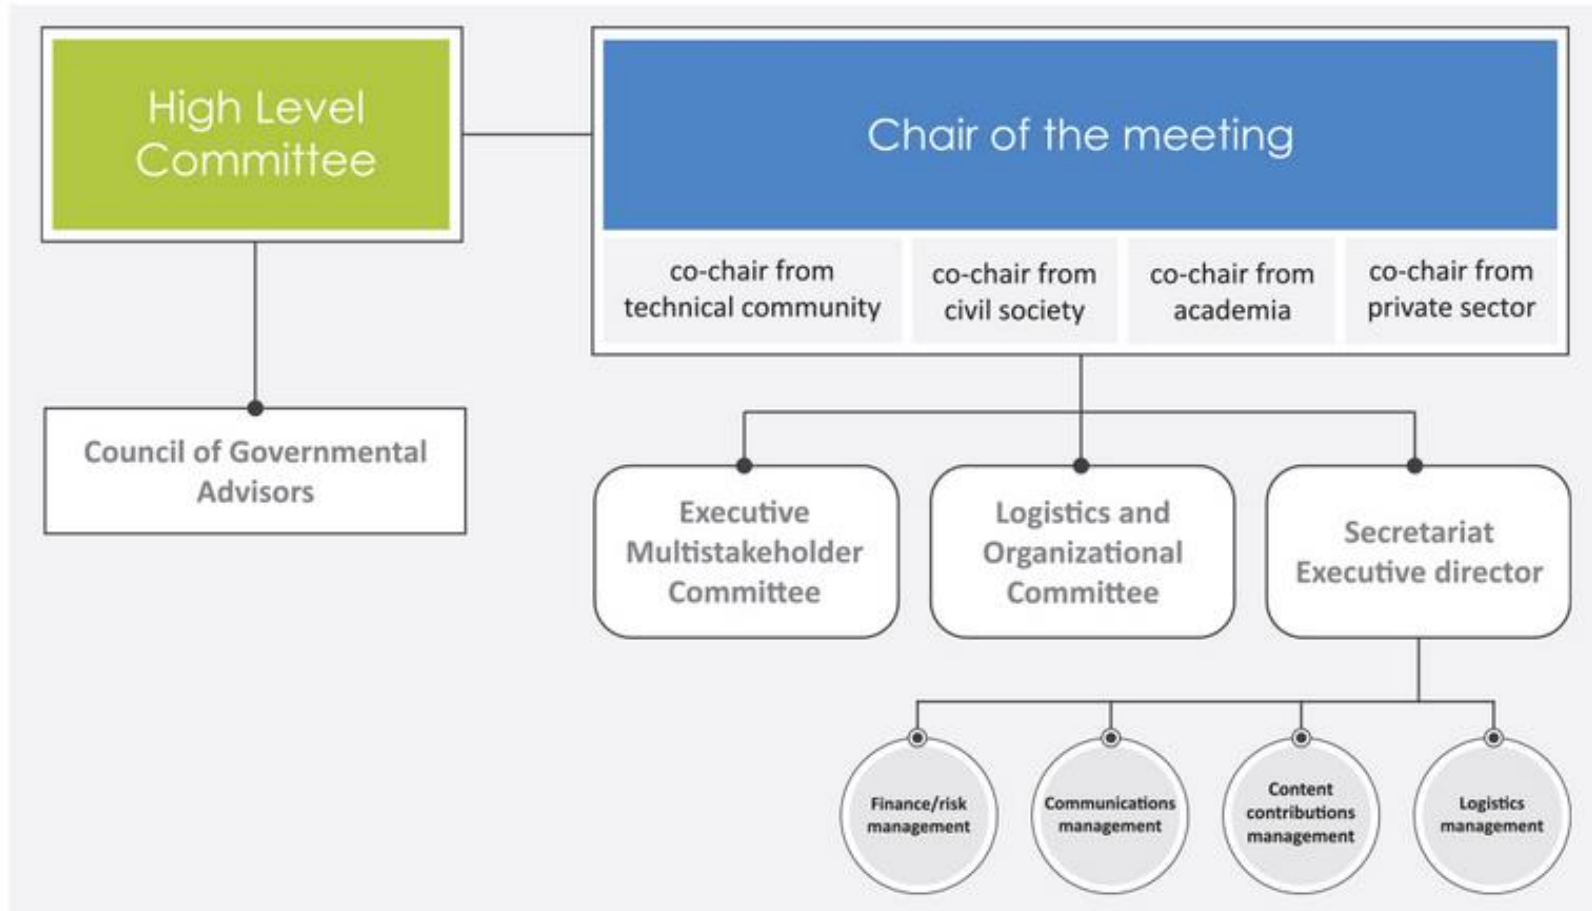 High Level
Committee
Chair of the meeting
co-chair from
technical community
co-chair from
civil society
co-chair from
academia
co-chair from
private sector
Council of Governmental
Advisors
Executive
Multistakeholder
Committee
Logistics and
Organizational
Committee
Secretariat
Executive director
Finance/risk
management
Communications
management
Content
contributions
management
Logistics
management